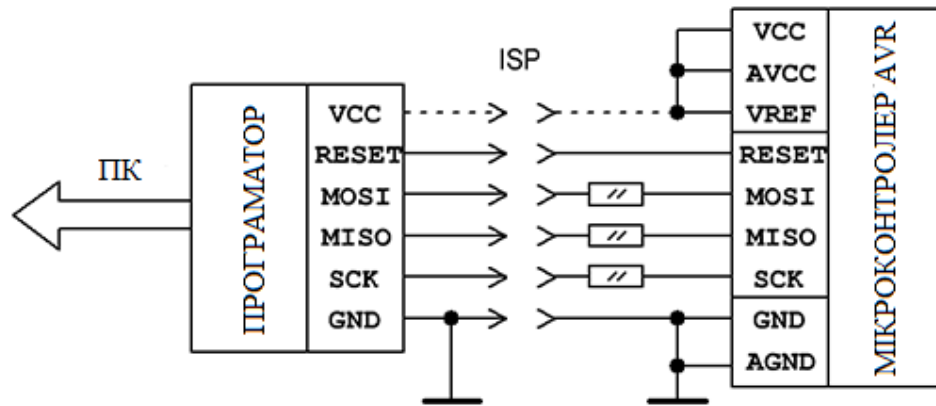 ПК
ПРОГРАМАТОР
VCC
RESET
MOSI
MISO
SCK
GND
ISP
VCC
AVCC
VREF
RESET
MOSI
MISO
SCK
GND
AGND
МІКРОКОНТРОЛЕР AVR